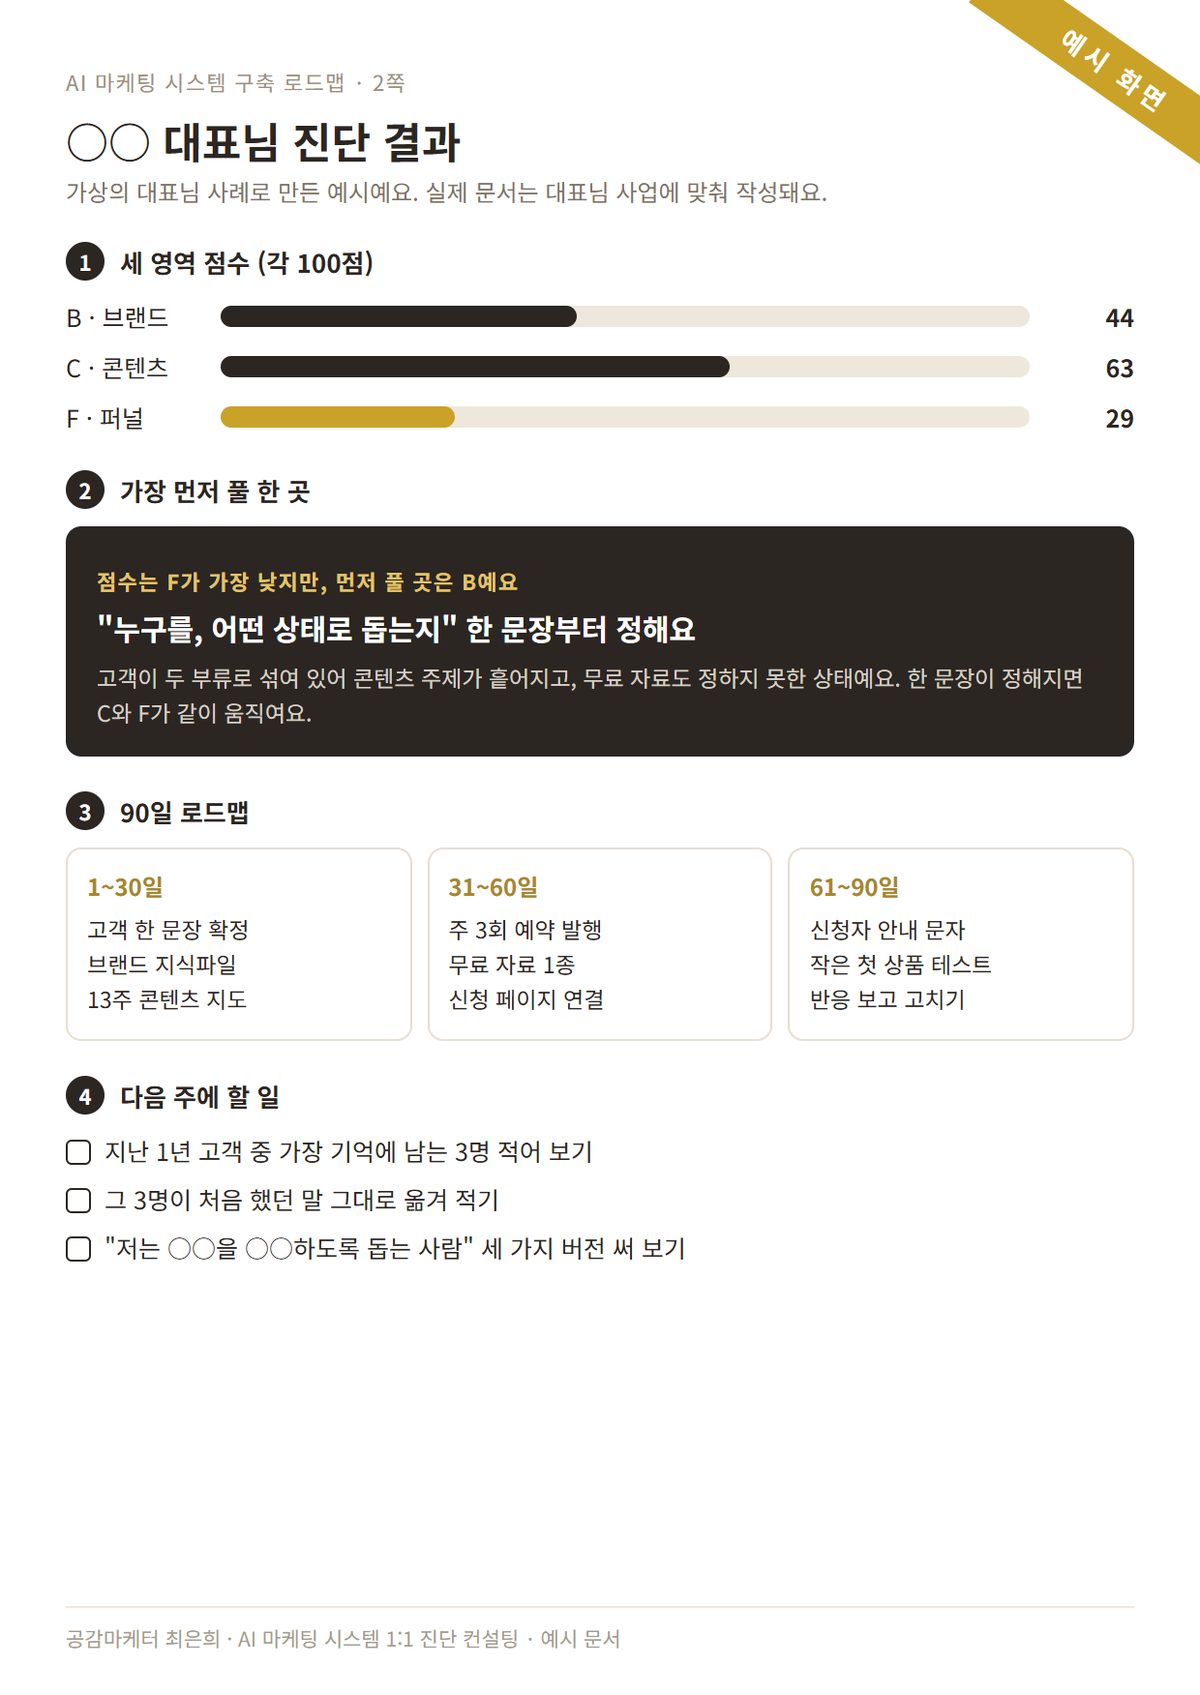 예시 화면
AI 마케팅 시스템 구축 로드맵 · 2쪽
○○ 대표님 진단 결과
가상의 대표님 사례로 만든 예시예요. 실제 문서는 대표님 사업에 맞춰 작성돼요.
1 세 영역 점수 (각 100점)
B · 브랜드 44
C · 콘텐츠 63
F · 퍼널 29
2 가장 먼저 풀 한 곳
점수는 F가 가장 낮지만, 먼저 풀 곳은 B예요
"누구를, 어떤 상태로 돕는지" 한 문장부터 정해요
고객이 두 부류로 섞여 있어 콘텐츠 주제가 흩어지고, 무료 자료도 정하지 못한 상태예요. 한 문장이 정해지면
C와 F가 같이 움직여요.
3 90일 로드맵
1~30일
고객 한 문장 확정
브랜드 지식파일
13주 콘텐츠 지도
31~60일
주 3회 예약 발행
무료 자료 1종
신청 페이지 연결
61~90일
신청자 안내 문자
작은 첫 상품 테스트
반응 보고 고치기
4 다음 주에 할 일
지난 1년 고객 중 가장 기억에 남는 3명 적어 보기
그 3명이 처음 했던 말 그대로 옮겨 적기
"저는 ○○을 ○○하도록 돕는 사람" 세 가지 버전 써 보기
공감마케터 최은희 · AI 마케팅 시스템 1:1 진단 컨설팅 · 예시 문서